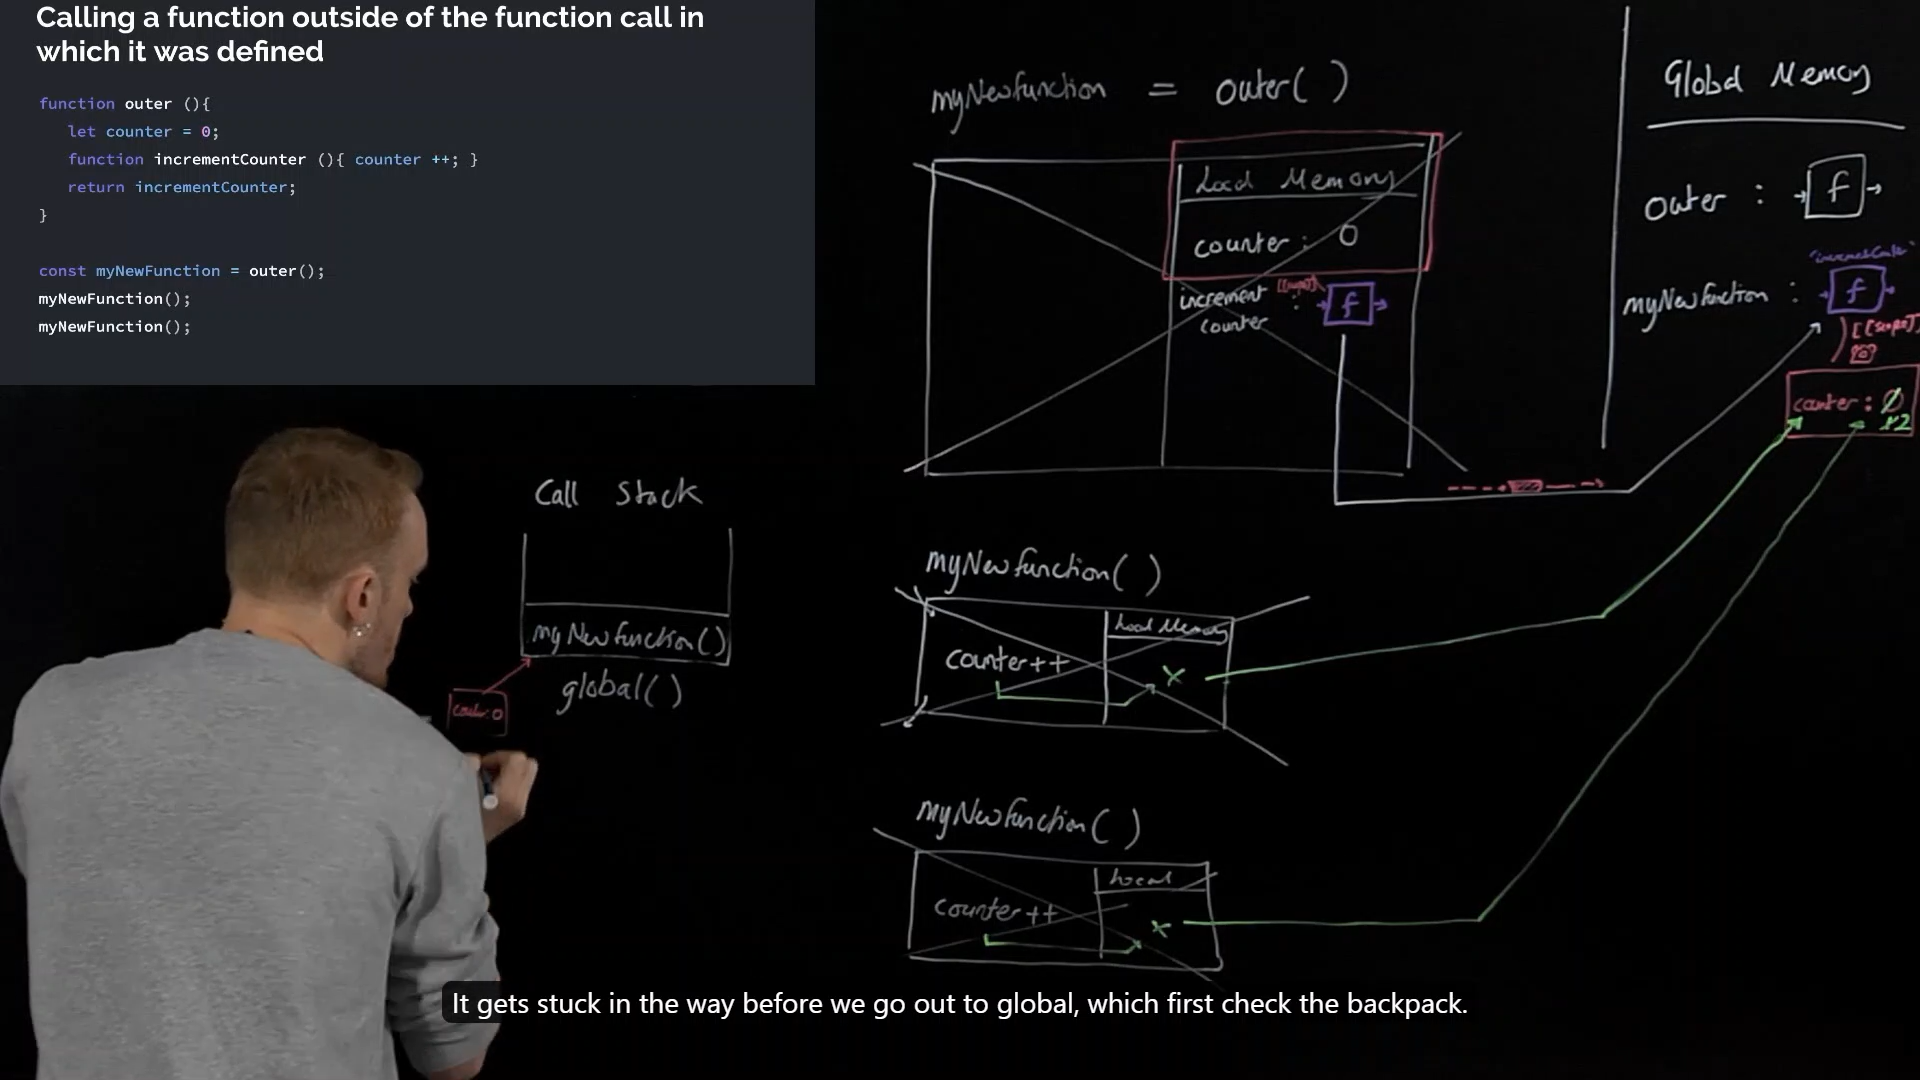 Calling a function outside of the function call in
which it was defined
function outer (){
let counter = 0;
function incrementCounter (){ counter ++; }
return incrementCounter;
}
const myNewFunction = outer();
myNewFunction();
myNewFunction();
myNewfunction = outer( )
Local Memory
counter : 0
increment
counter :
[[scope]]
f
Global Memory
outer : f
'incrementCounter'
myNewfunction : f
[[scope]]
counter : 0
1 2
Call Stack
myNewfunction()
global()
counter: 0
myNewfunction( )
Local Memory
counter++
x
myNewfunction( )
Local
counter++
x
It gets stuck in the way before we go out to global, which first check the backpack.